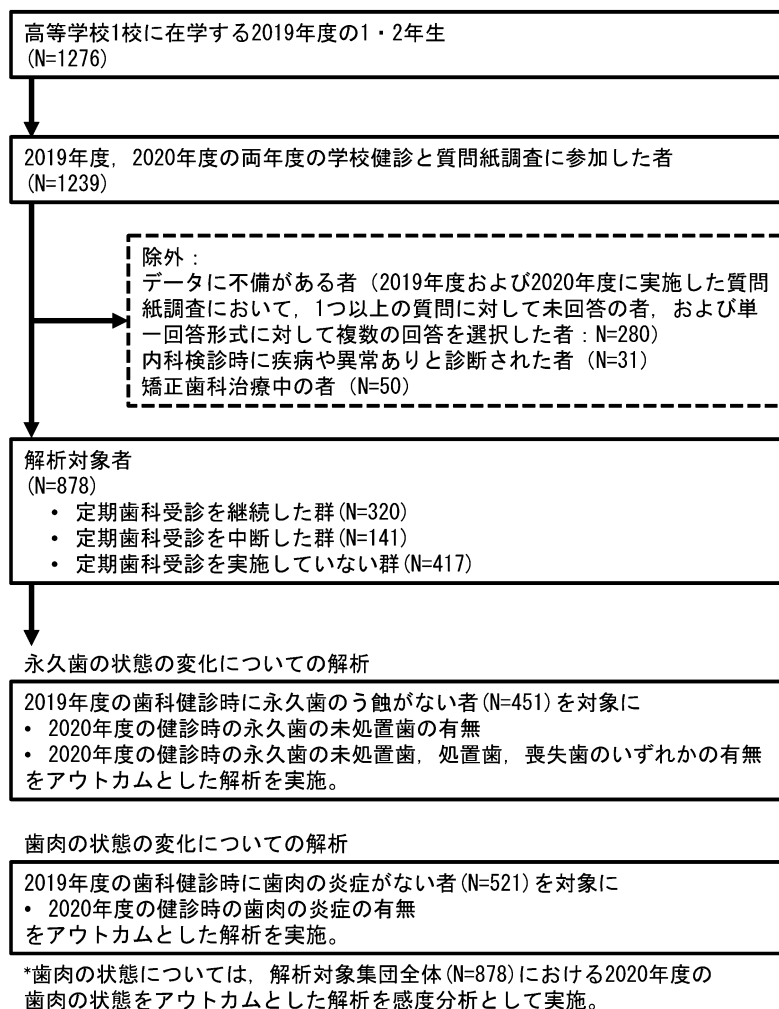 高等学校1校に在学する2019年度の1・2年生
(N=1276)
2019年度，2020年度の両年度の学校健診と質問紙調査に参加した者
(N=1239)
除外：
データに不備がある者（2019年度および2020年度に実施した質問
紙調査において，1つ以上の質問に対して未回答の者，および単
一回答形式に対して複数の回答を選択した者：N=280）
内科検診時に疾病や異常ありと診断された者（N=31）
矯正歯科治療中の者（N=50）
解析対象者
(N=878)
• 定期歯科受診を継続した群(N=320)
• 定期歯科受診を中断した群(N=141)
• 定期歯科受診を実施していない群(N=417)
永久歯の状態の変化についての解析
2019年度の歯科健診時に永久歯のう蝕がない者(N=451)を対象に
• 2020年度の健診時の永久歯の未処置歯の有無
• 2020年度の健診時の永久歯の未処置歯，処置歯，喪失歯のいずれかの有無
をアウトカムとした解析を実施。
歯肉の状態の変化についての解析
2019年度の歯科健診時に歯肉の炎症がない者(N=521)を対象に
• 2020年度の健診時の歯肉の炎症の有無
をアウトカムとした解析を実施。
*歯肉の状態については，解析対象集団全体(N=878)における2020年度の
歯肉の状態をアウトカムとした解析を感度分析として実施。